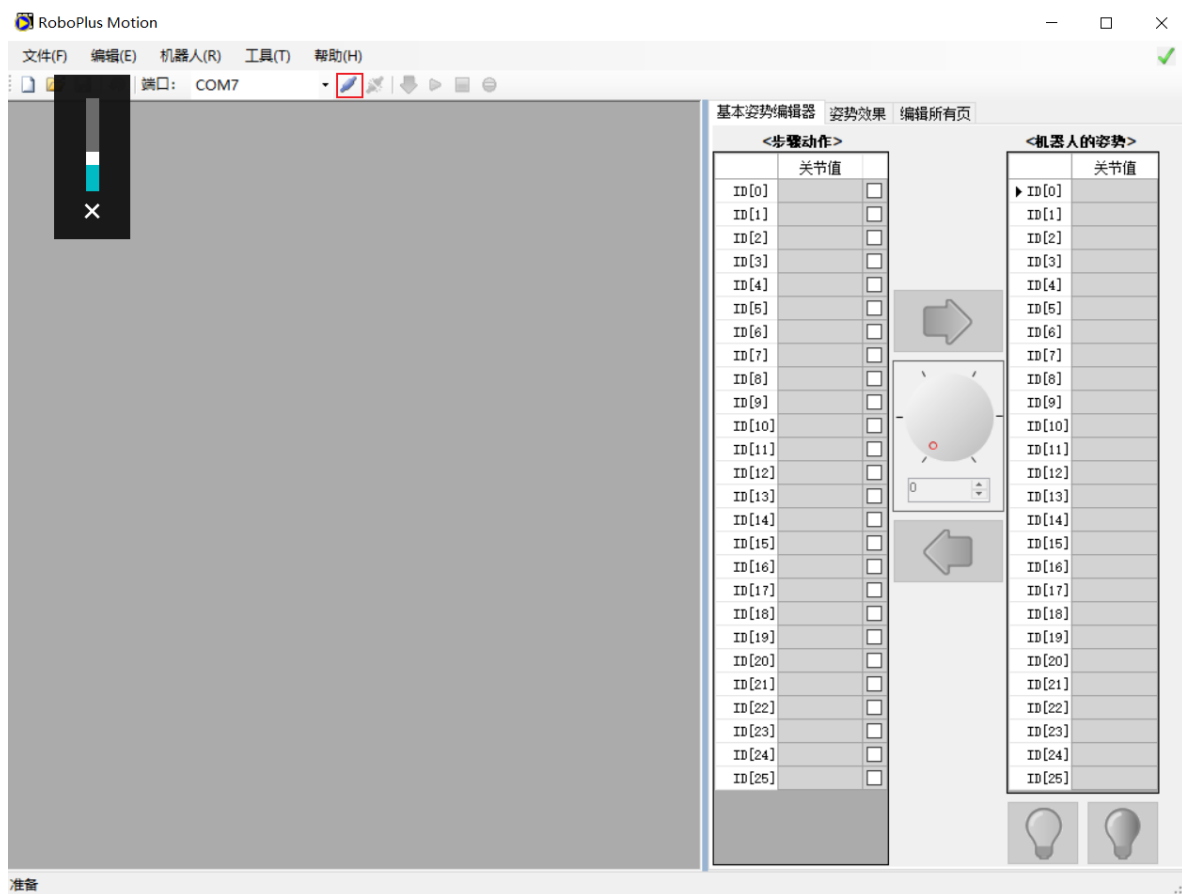 RoboPlus Motion
文件(F) 编辑(E) 机器人(R) 工具(T) 帮助(H)
端口: COM7
基本姿势编辑器 姿势效果 编辑所有页
<步骤动作> <机器人的姿势>
关节值 关节值
ID[0] ID[0]
ID[1] ID[1]
ID[2] ID[2]
ID[3] ID[3]
ID[4] ID[4]
ID[5] ID[5]
ID[6] ID[6]
ID[7] ID[7]
ID[8] ID[8]
ID[9] ID[9]
ID[10] ID[10]
ID[11] ID[11]
ID[12] ID[12]
ID[13] 0 ID[13]
ID[14] ID[14]
ID[15] ID[15]
ID[16] ID[16]
ID[17] ID[17]
ID[18] ID[18]
ID[19] ID[19]
ID[20] ID[20]
ID[21] ID[21]
ID[22] ID[22]
ID[23] ID[23]
ID[24] ID[24]
ID[25] ID[25]
准备